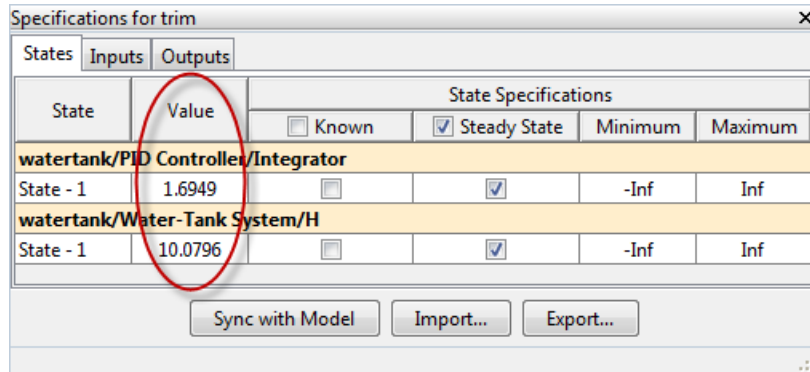 Specifications for trim
States Inputs Outputs
State Value State Specifications
Known Steady State Minimum Maximum
watertank/PID Controller/Integrator
State - 1 1.6949 -Inf Inf
watertank/Water-Tank System/H
State - 1 10.0796 -Inf Inf
Sync with Model Import... Export...